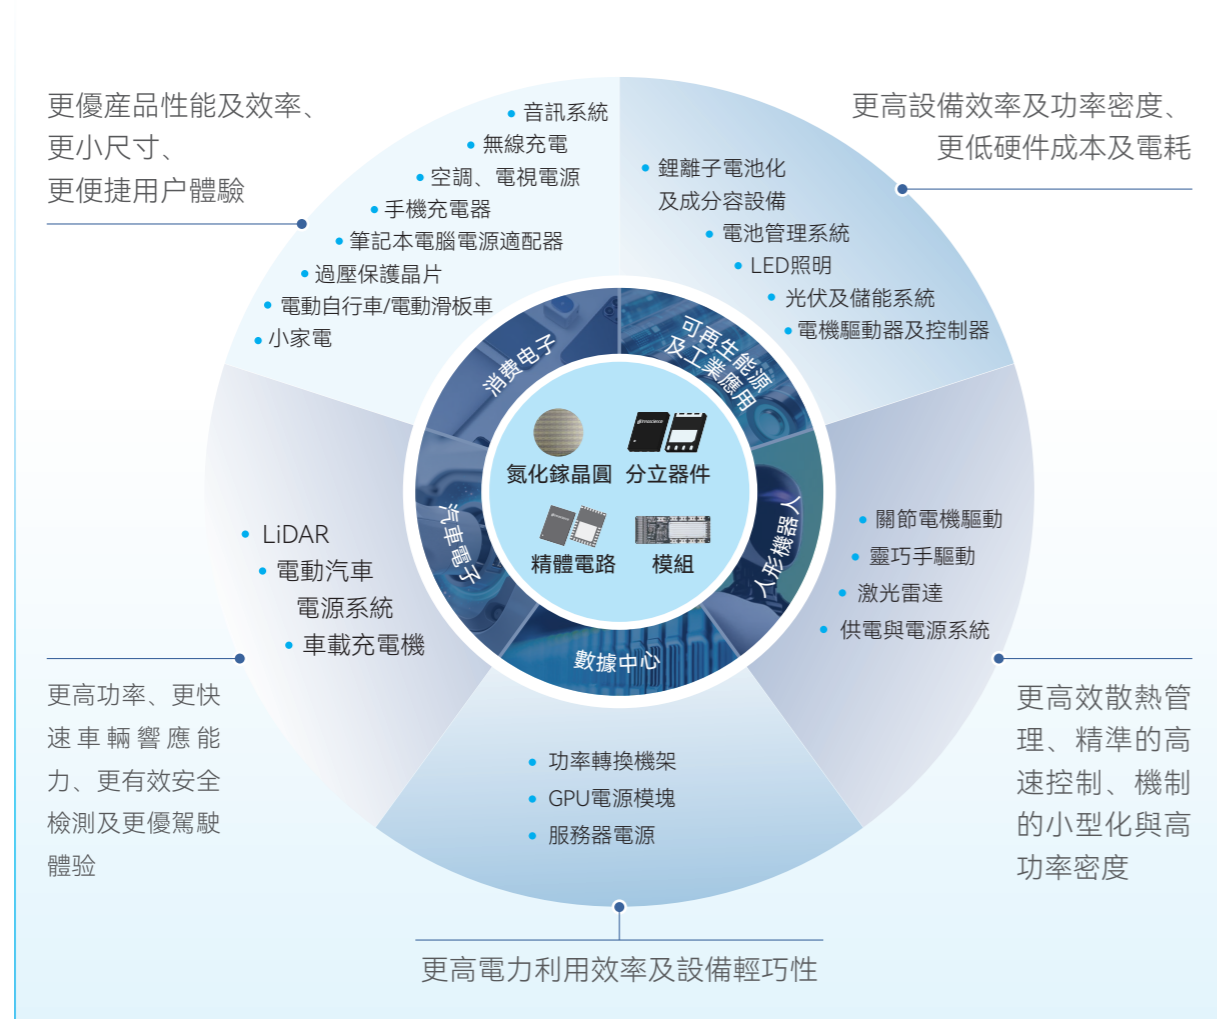 更優産品性能及效率、
更小尺寸、
更便捷用户體驗
音訊系統
無線充電
空調、電視電源
手機充電器
筆記本電腦電源適配器
過壓保護晶片
電動自行車/電動滑板車
小家電
更高設備效率及功率密度、
更低硬件成本及電耗
鋰離子電池化
及成分容設備
電池管理系統
LED照明
光伏及儲能系統
電機驅動器及控制器
消费电子
可再生能源
及工業應用
汽車電子
人形機器人
數據中心
氮化鎵晶圓
分立器件
精體電路
模組
LiDAR
電動汽車
電源系統
車載充電機
關節電機驅動
靈巧手驅動
激光雷達
供電與電源系統
更高功率、更快
速車輛響應能
力、更有效安全
檢測及更優駕駛
體验
功率轉換機架
GPU電源模塊
服務器電源
更高效散熱管
理、精準的高
速控制、機制
的小型化與高
功率密度
更高電力利用效率及設備輕巧性